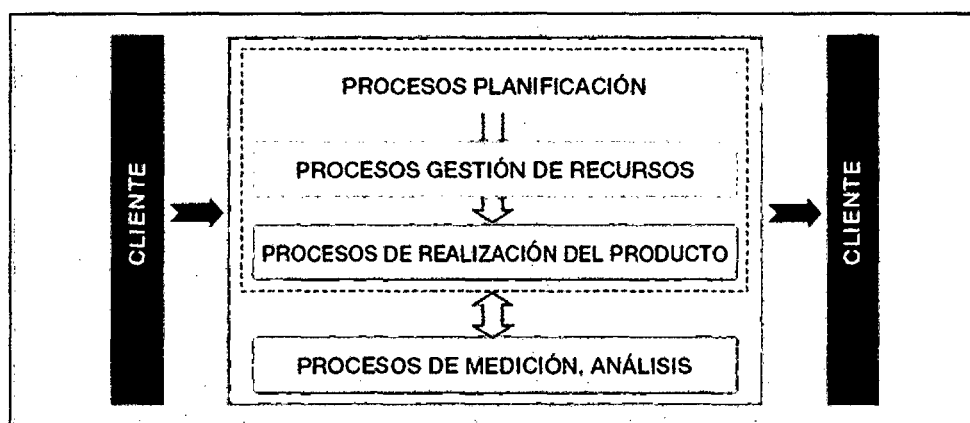 CLIENTE
PROCESOS PLANIFICACIÓN
PROCESOS GESTIÓN DE RECURSOS
PROCESOS DE REALIZACIÓN DEL PRODUCTO
PROCESOS DE MEDICIÓN, ANÁLISIS
CLIENTE